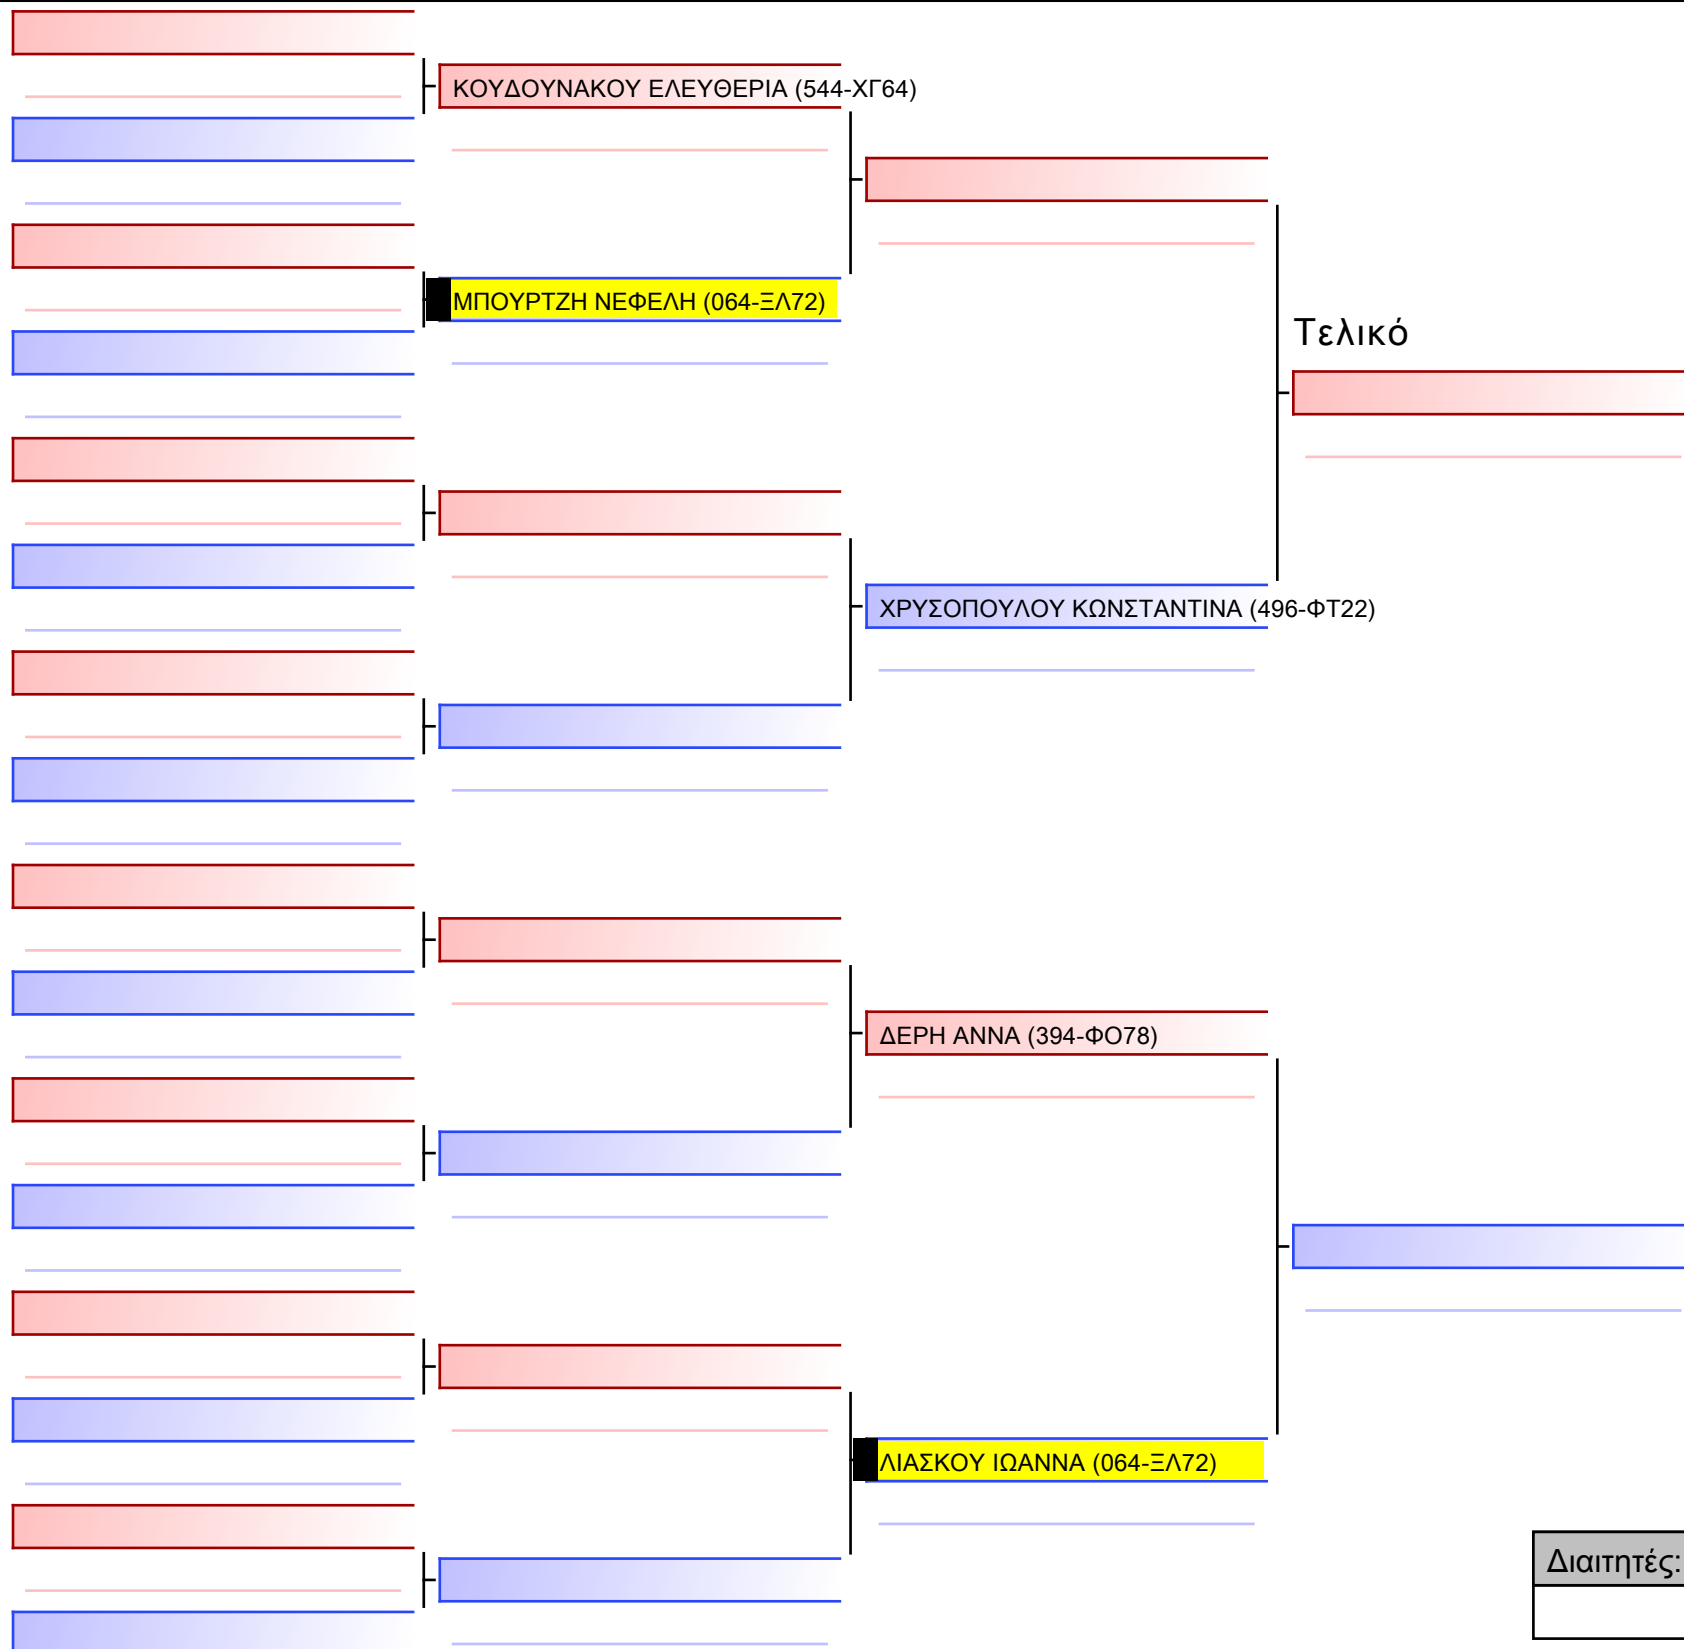 ΚΟΥΔΟΥΝΑΚΟΥ ΕΛΕΥΘΕΡΙΑ (544-ΧΓ64)
ΜΠΟΥΡΤΖΗ ΝΕΦΕΛΗ (064-ΞΛ72)
Τελικό
ΧΡΥΣΟΠΟΥΛΟΥ ΚΩΝΣΤΑΝΤΙΝΑ (496-ΦΤ22)
ΔΕΡΗ ΑΝΝΑ (394-ΦΟ78)
ΛΙΑΣΚΟΥ ΙΩΑΝΝΑ (064-ΞΛ72)
Διαιτητές: